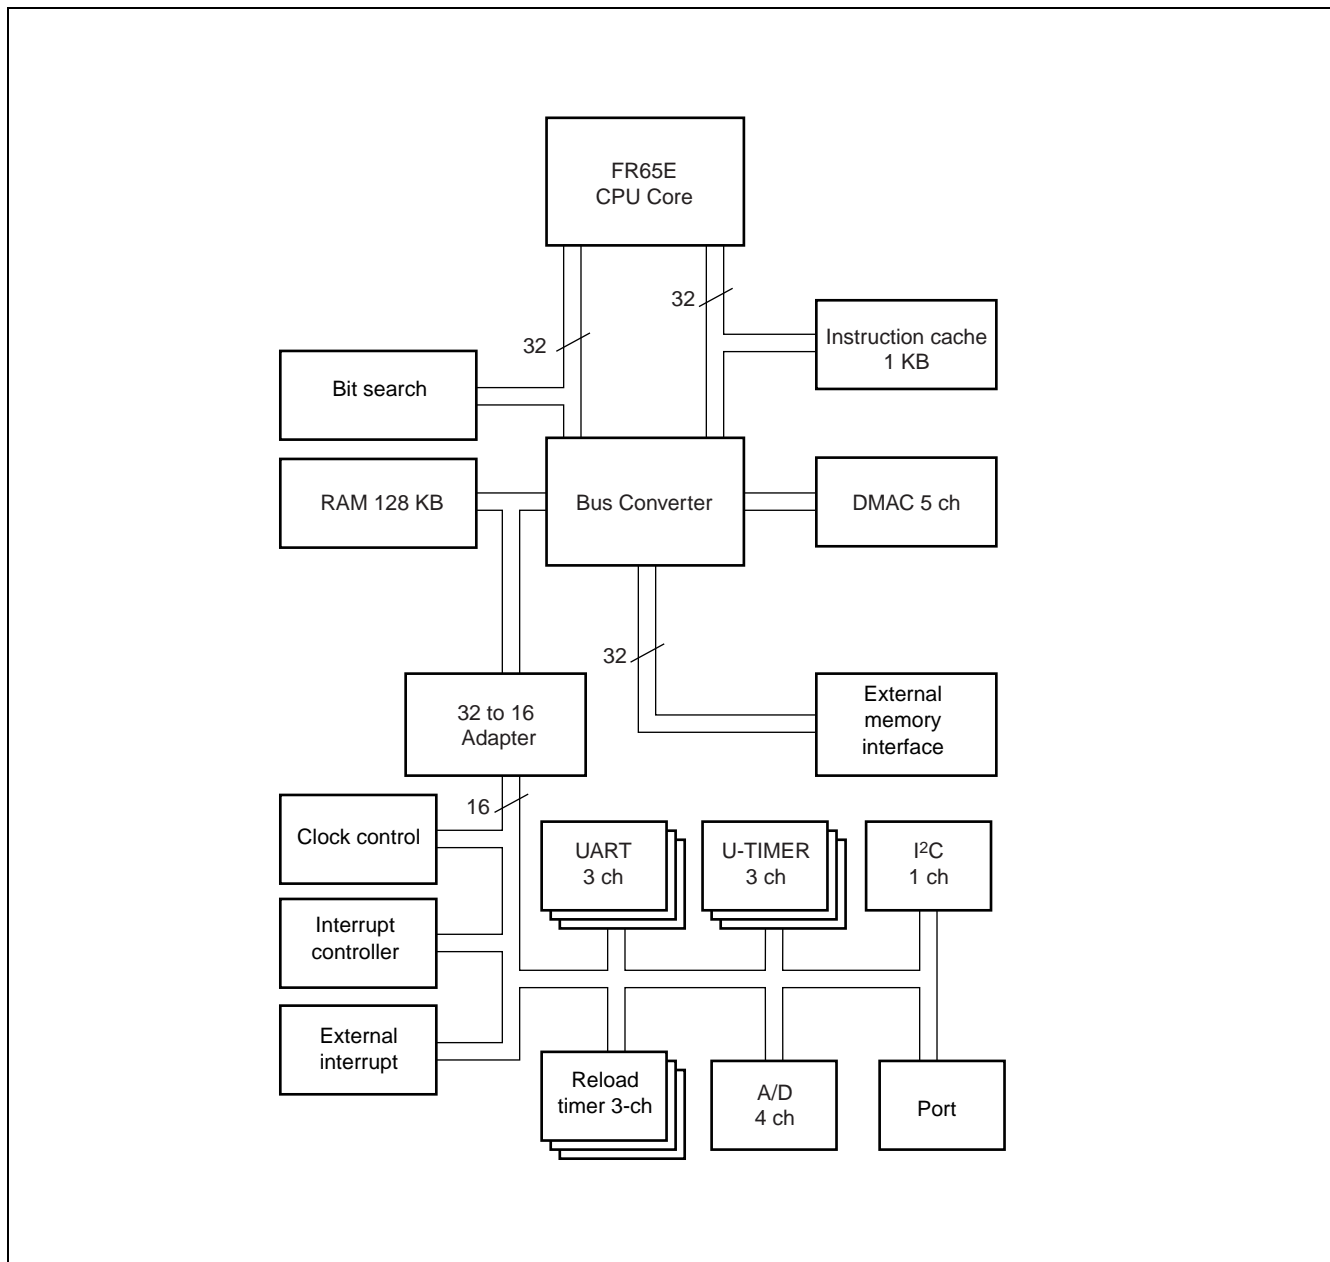 FR65E
CPU Core
32
32
Instruction cache
1 KB
Bit search
RAM 128 KB
Bus Converter
DMAC 5 ch
32
External
memory
interface
32 to 16
Adapter
16
Clock control
UART
3 ch
U-TIMER
3 ch
I²C
1 ch
Interrupt
controller
External
interrupt
Reload
timer 3-ch
A/D
4 ch
Port